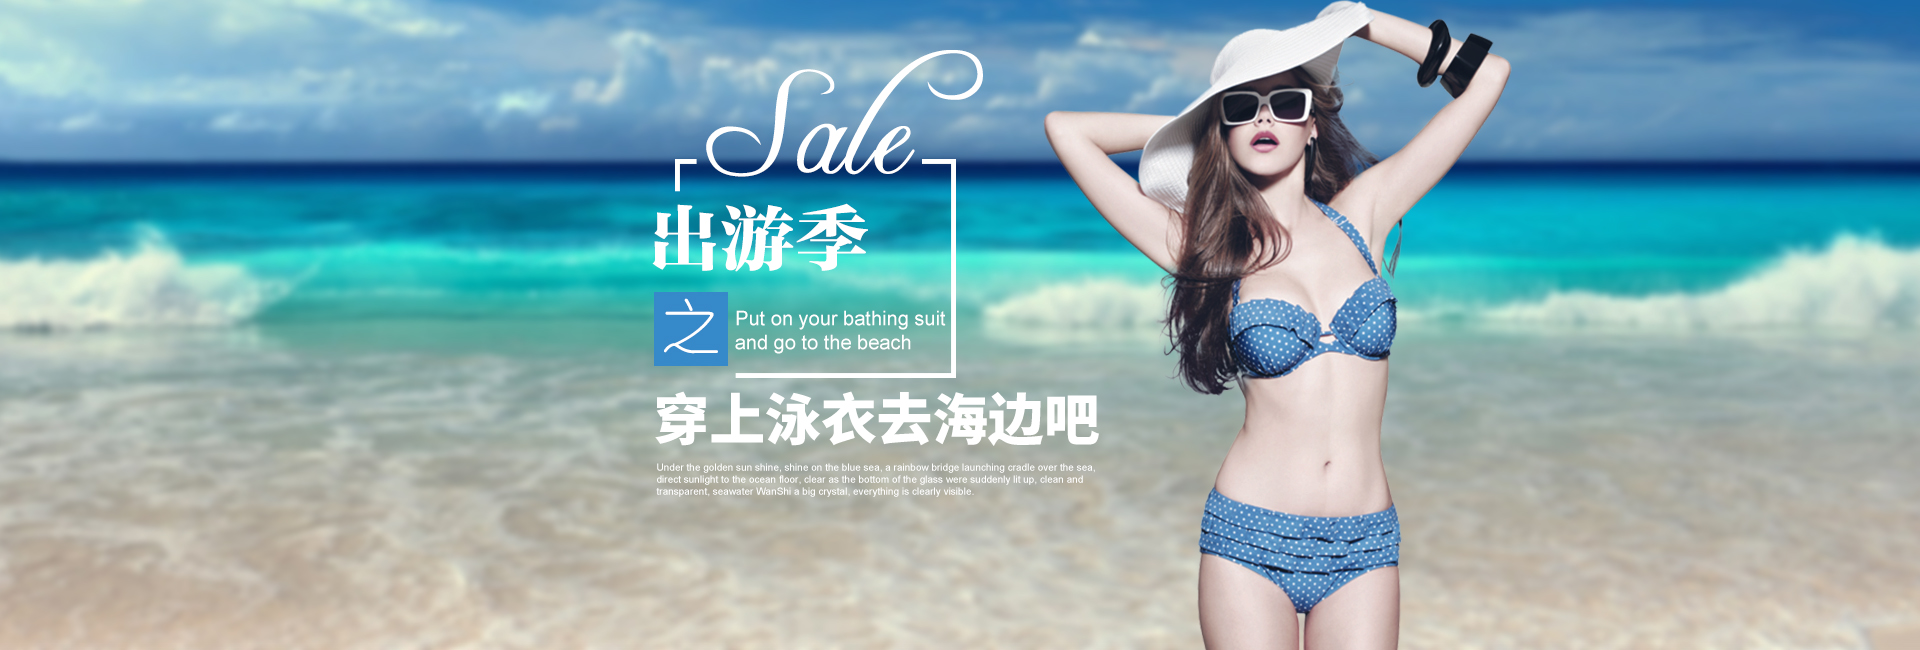 Sale
出游季
之
Put on your bathing suit
and go to the beach
穿上泳衣去海边吧
Under the golden sun shine, shine on the blue sea, a rainbow bridge launching cradle over the sea,
direct sunlight to the ocean floor, clear as the bottom of the glass were suddenly lit up, clean and
transparent, seawater WanShi a big crystal, everything is clearly visible.